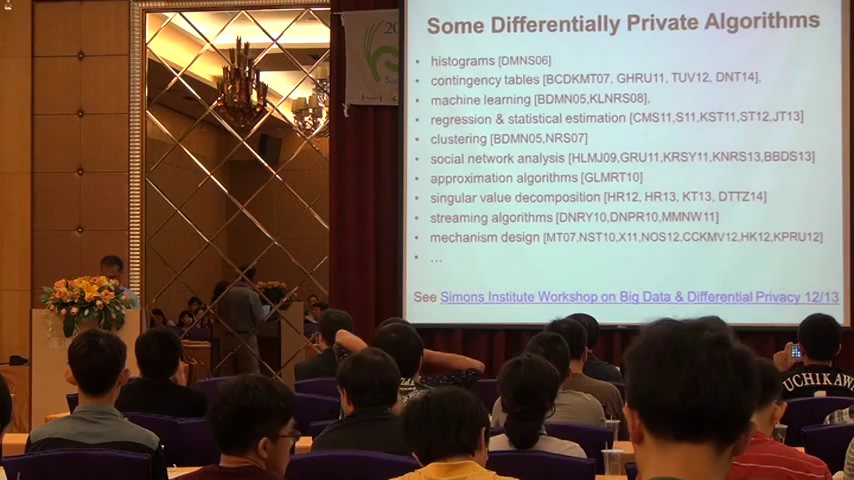 Some Differentially Private Algorithms
• histograms [DMNS06]
• contingency tables [BCDKMT07, GHRU11, TUV12, DNT14],
• machine learning [BDMN05,KLNRS08],
• regression & statistical estimation [CMS11,S11,KST11,ST12,JT13]
• clustering [BDMN05,NRS07]
• social network analysis [HLMJ09,GRU11,KRSY11,KNRS13,BBDS13]
• approximation algorithms [GLMRT10]
• singular value decomposition [HR12, HR13, KT13, DTTZ14]
• streaming algorithms [DNRY10,DNPR10,MMNW11]
• mechanism design [MT07,NST10,X11,NOS12,CCKMV12,HK12,KPRU12]
• …
See Simons Institute Workshop on Big Data & Differential Privacy 12/13
UCHIKAWA